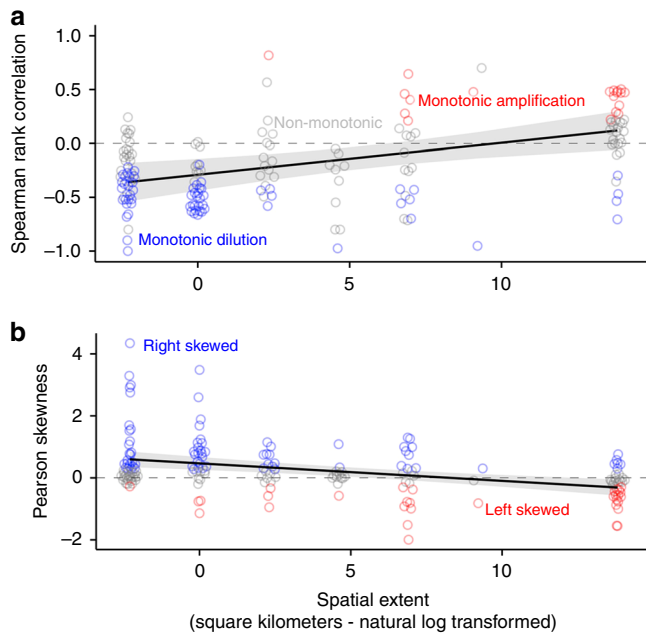 a
1.0
0.5
0.0
−0.5
−1.0
Spearman rank correlation
Non-monotonic
Monotonic amplification
Monotonic dilution
0
5
10
b
4
2
0
−2
Pearson skewness
Right skewed
Left skewed
0
5
10
Spatial extent
(square kilometers - natural log transformed)